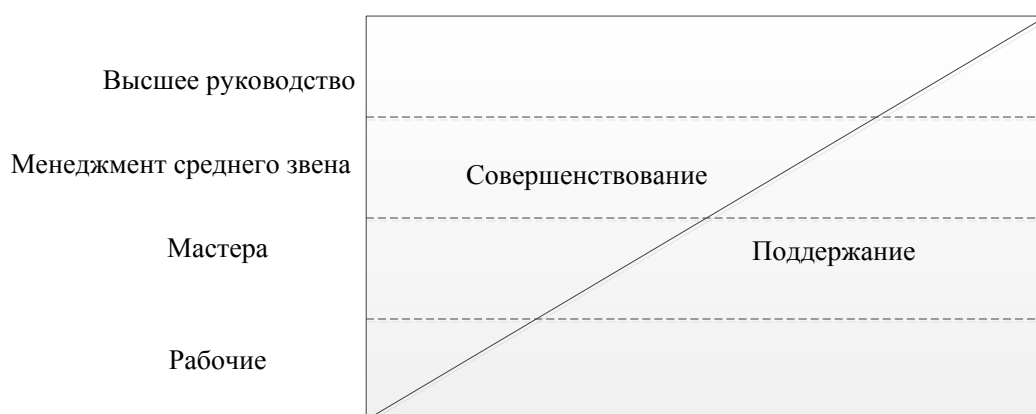 Высшее руководство
Менеджмент среднего звена
Совершенствование
Мастера
Поддержание
Рабочие